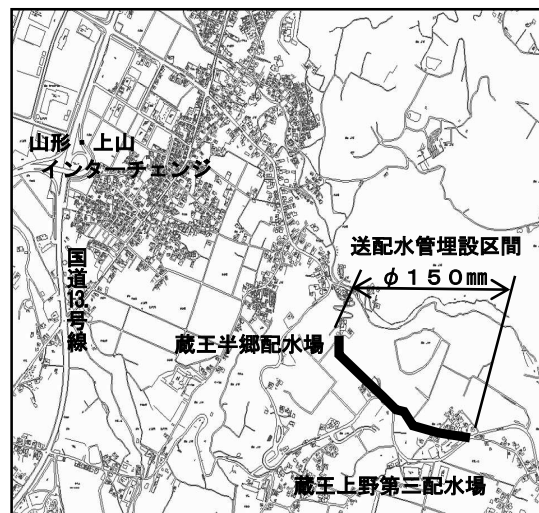 山形・上山
インターチェンジ
国道13.号線
送配水管埋設区間
φ１５０㎜
蔵王半郷配水場
蔵王上野第三配水場